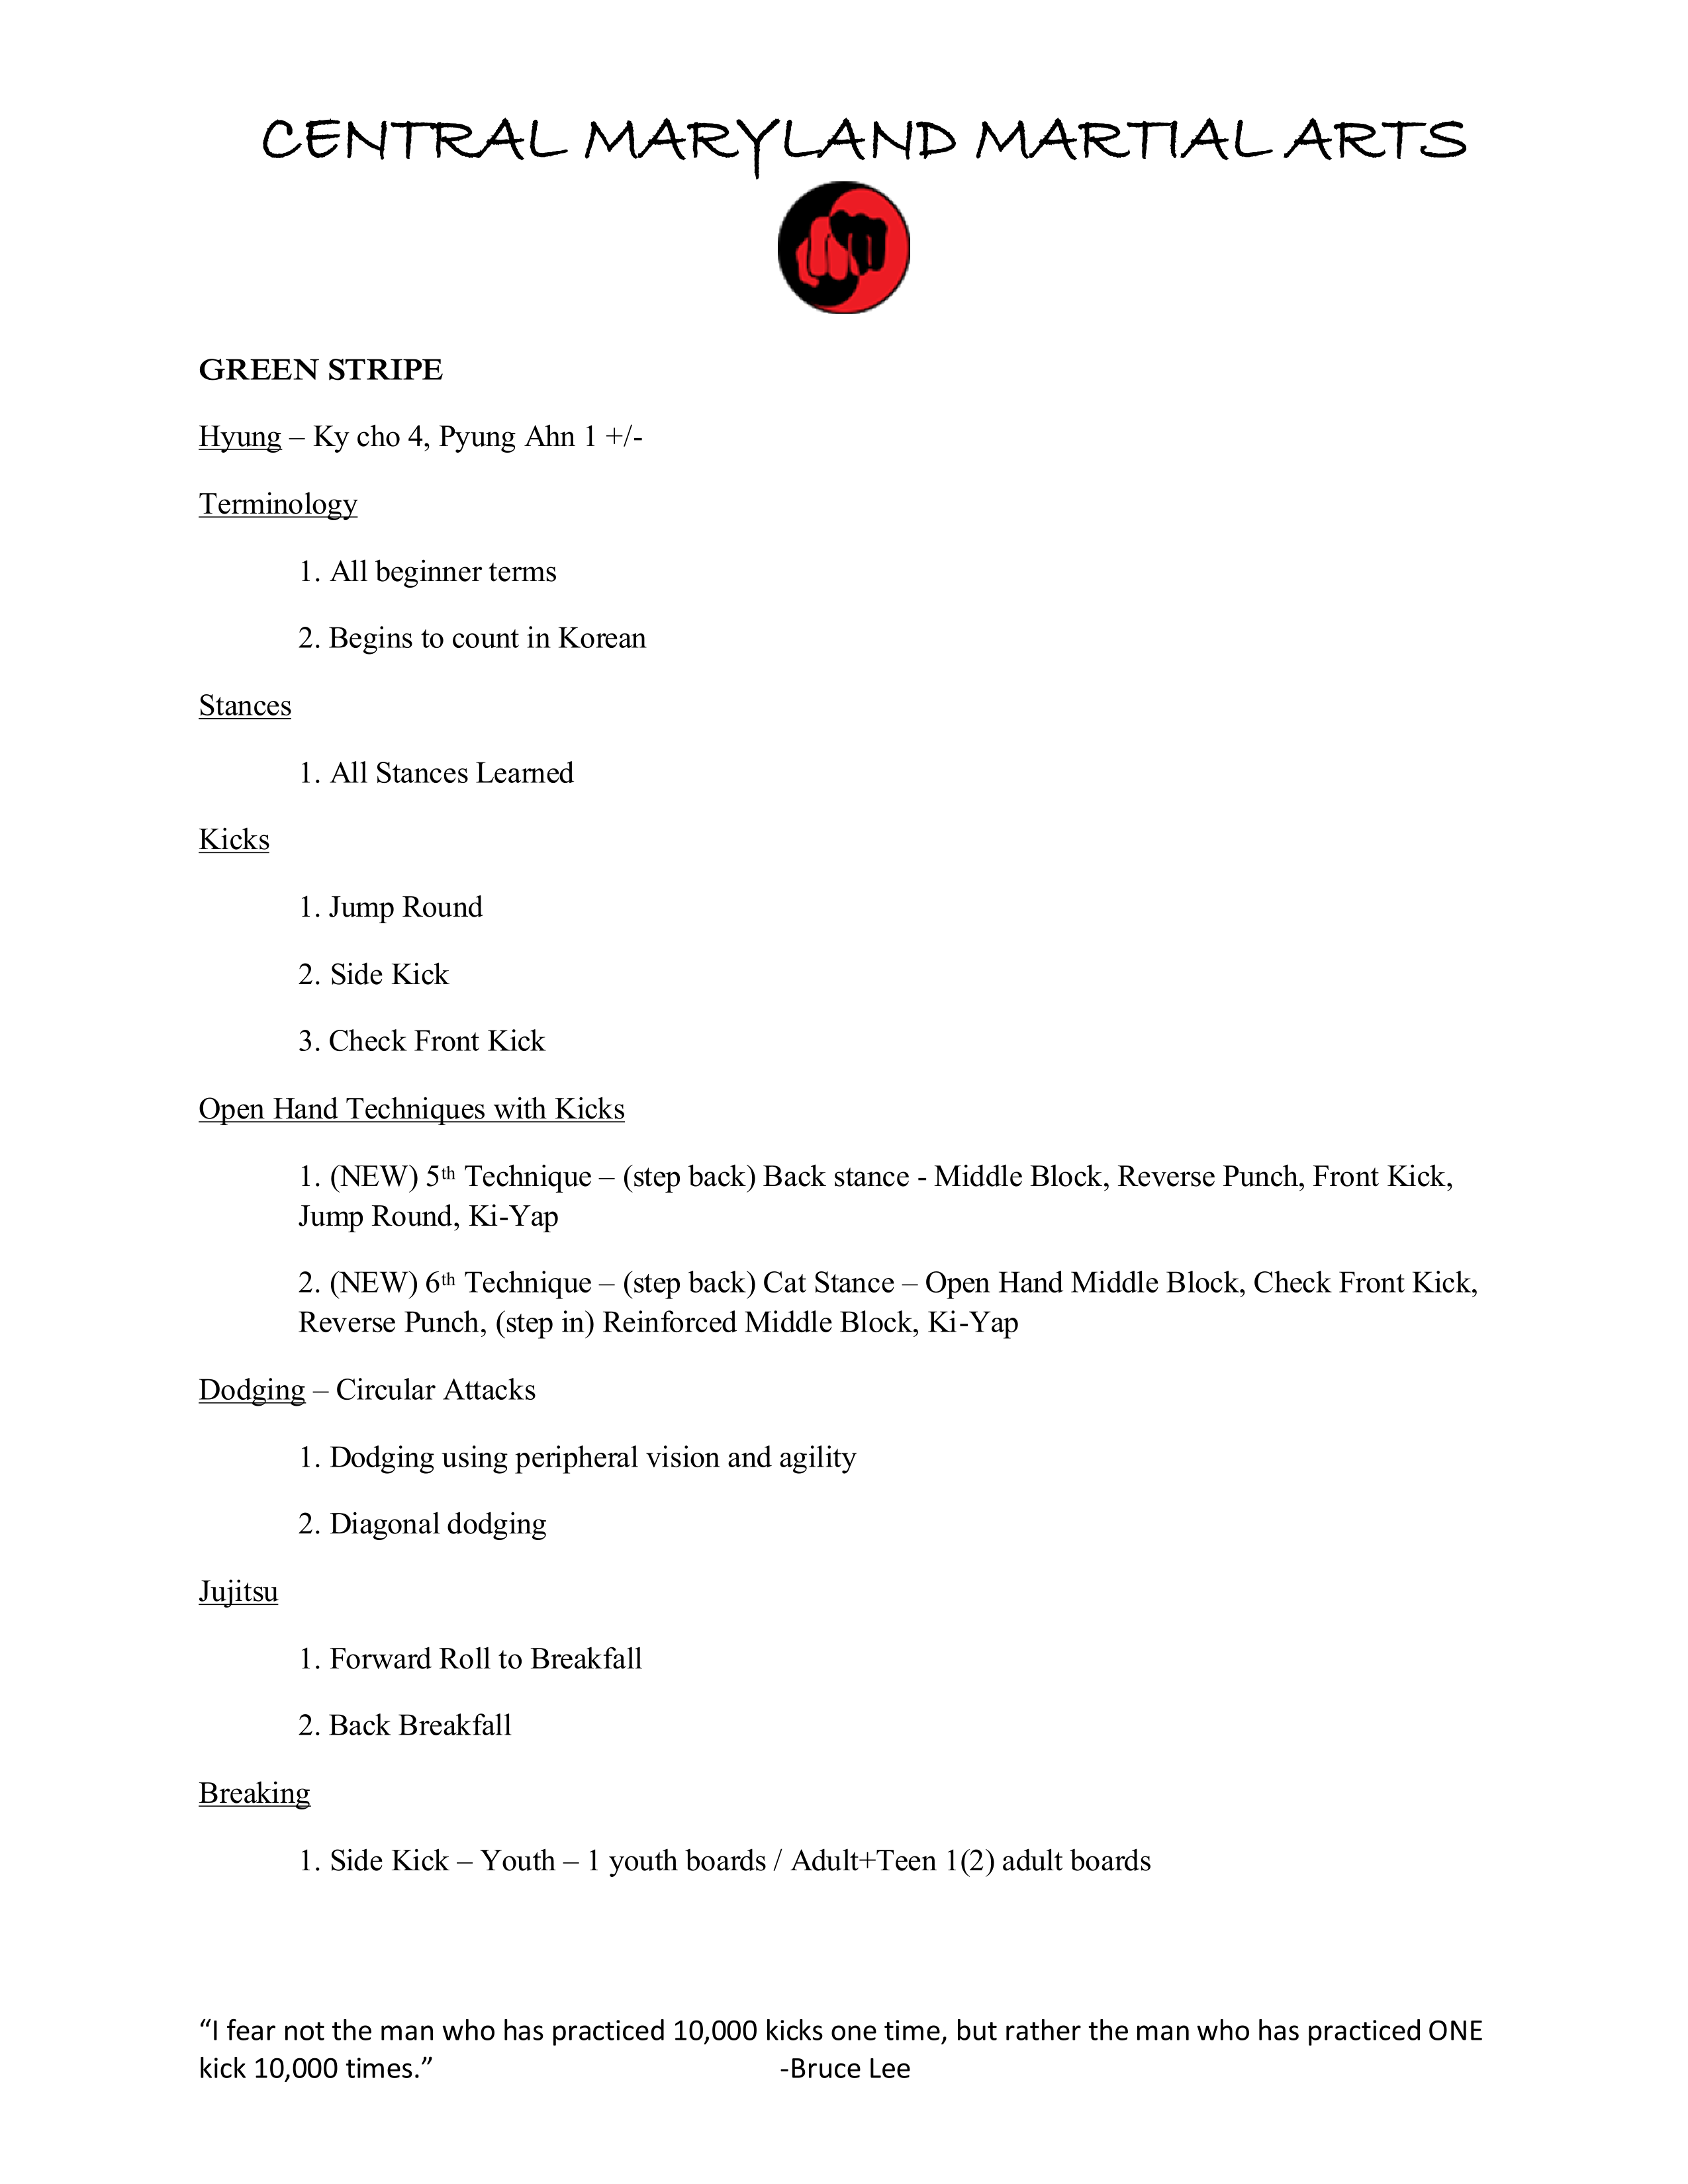 CENTRAL MARYLAND MARTIAL ARTS
GREEN STRIPE
Hyung – Ky cho 4, Pyung Ahn 1 +/-
Terminology
1. All beginner terms
2. Begins to count in Korean
Stances
1. All Stances Learned
Kicks
1. Jump Round
2. Side Kick
3. Check Front Kick
Open Hand Techniques with Kicks
1. (NEW) 5th Technique – (step back) Back stance - Middle Block, Reverse Punch, Front Kick,
Jump Round, Ki-Yap
2. (NEW) 6th Technique – (step back) Cat Stance – Open Hand Middle Block, Check Front Kick,
Reverse Punch, (step in) Reinforced Middle Block, Ki-Yap
Dodging – Circular Attacks
1. Dodging using peripheral vision and agility
2. Diagonal dodging
Jujitsu
1. Forward Roll to Breakfall
2. Back Breakfall
Breaking
1. Side Kick – Youth – 1 youth boards / Adult+Teen 1(2) adult boards
“I fear not the man who has practiced 10,000 kicks one time, but rather the man who has practiced ONE
kick 10,000 times.” -Bruce Lee